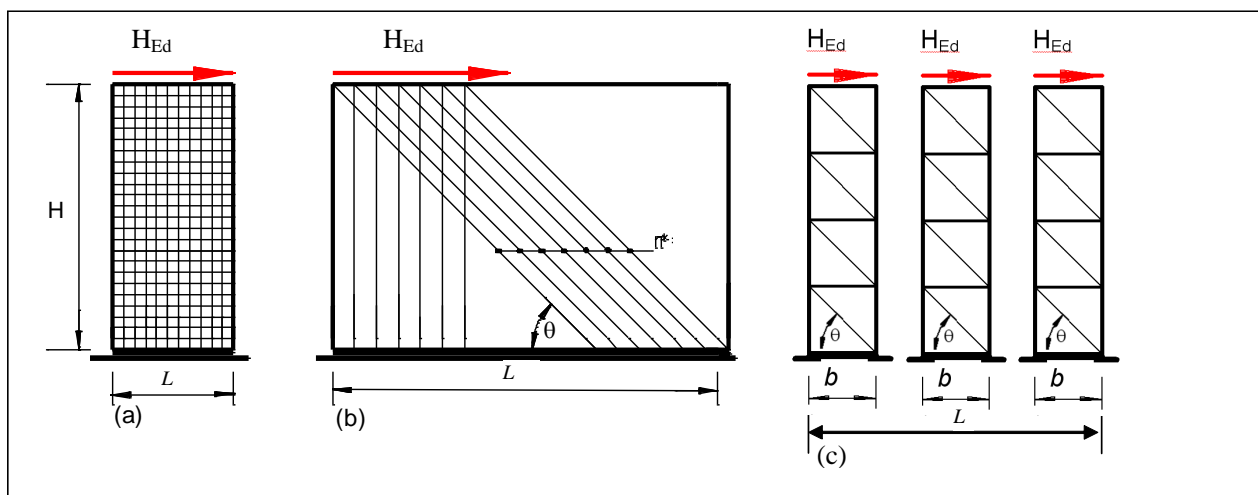 H_Ed
H
L
(a)
H_Ed
θ
L
(b)
H_Ed H_Ed H_Ed
θ θ θ
b b b
L
(c)